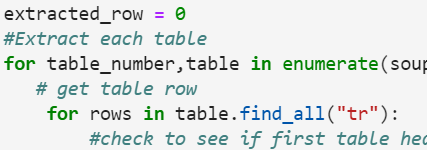 extracted_row = 0
#Extract each table
for table_number,table in enumerate(soup
# get table row
for rows in table.find_all("tr"):
#check to see if first table